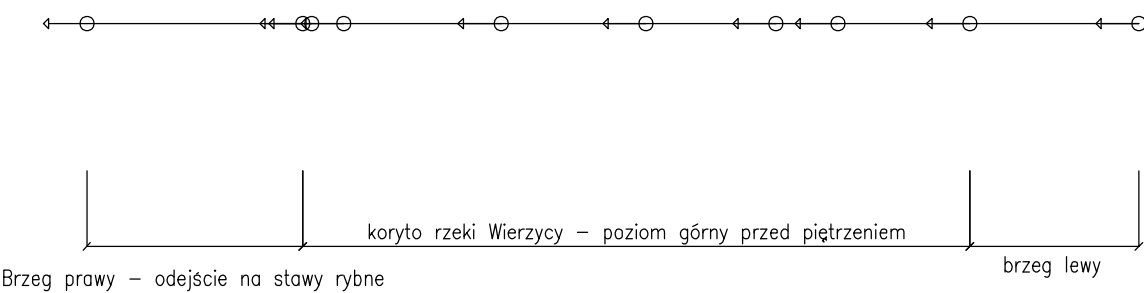 koryto rzeki Wierzycy – poziom górny przed piętrzeniem
brzeg lewy
Brzeg prawy – odejście na stawy rybne